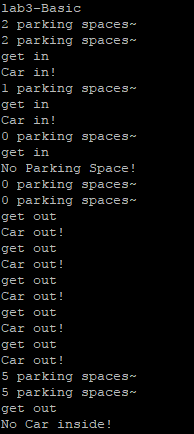 lab3-Basic
2 parking spaces~
2 parking spaces~
get in
Car in!
1 parking spaces~
get in
Car in!
0 parking spaces~
get in
No Parking Space!
0 parking spaces~
0 parking spaces~
get out
Car out!
get out
Car out!
get out
Car out!
get out
Car out!
get out
Car out!
5 parking spaces~
5 parking spaces~
get out
No Car inside!